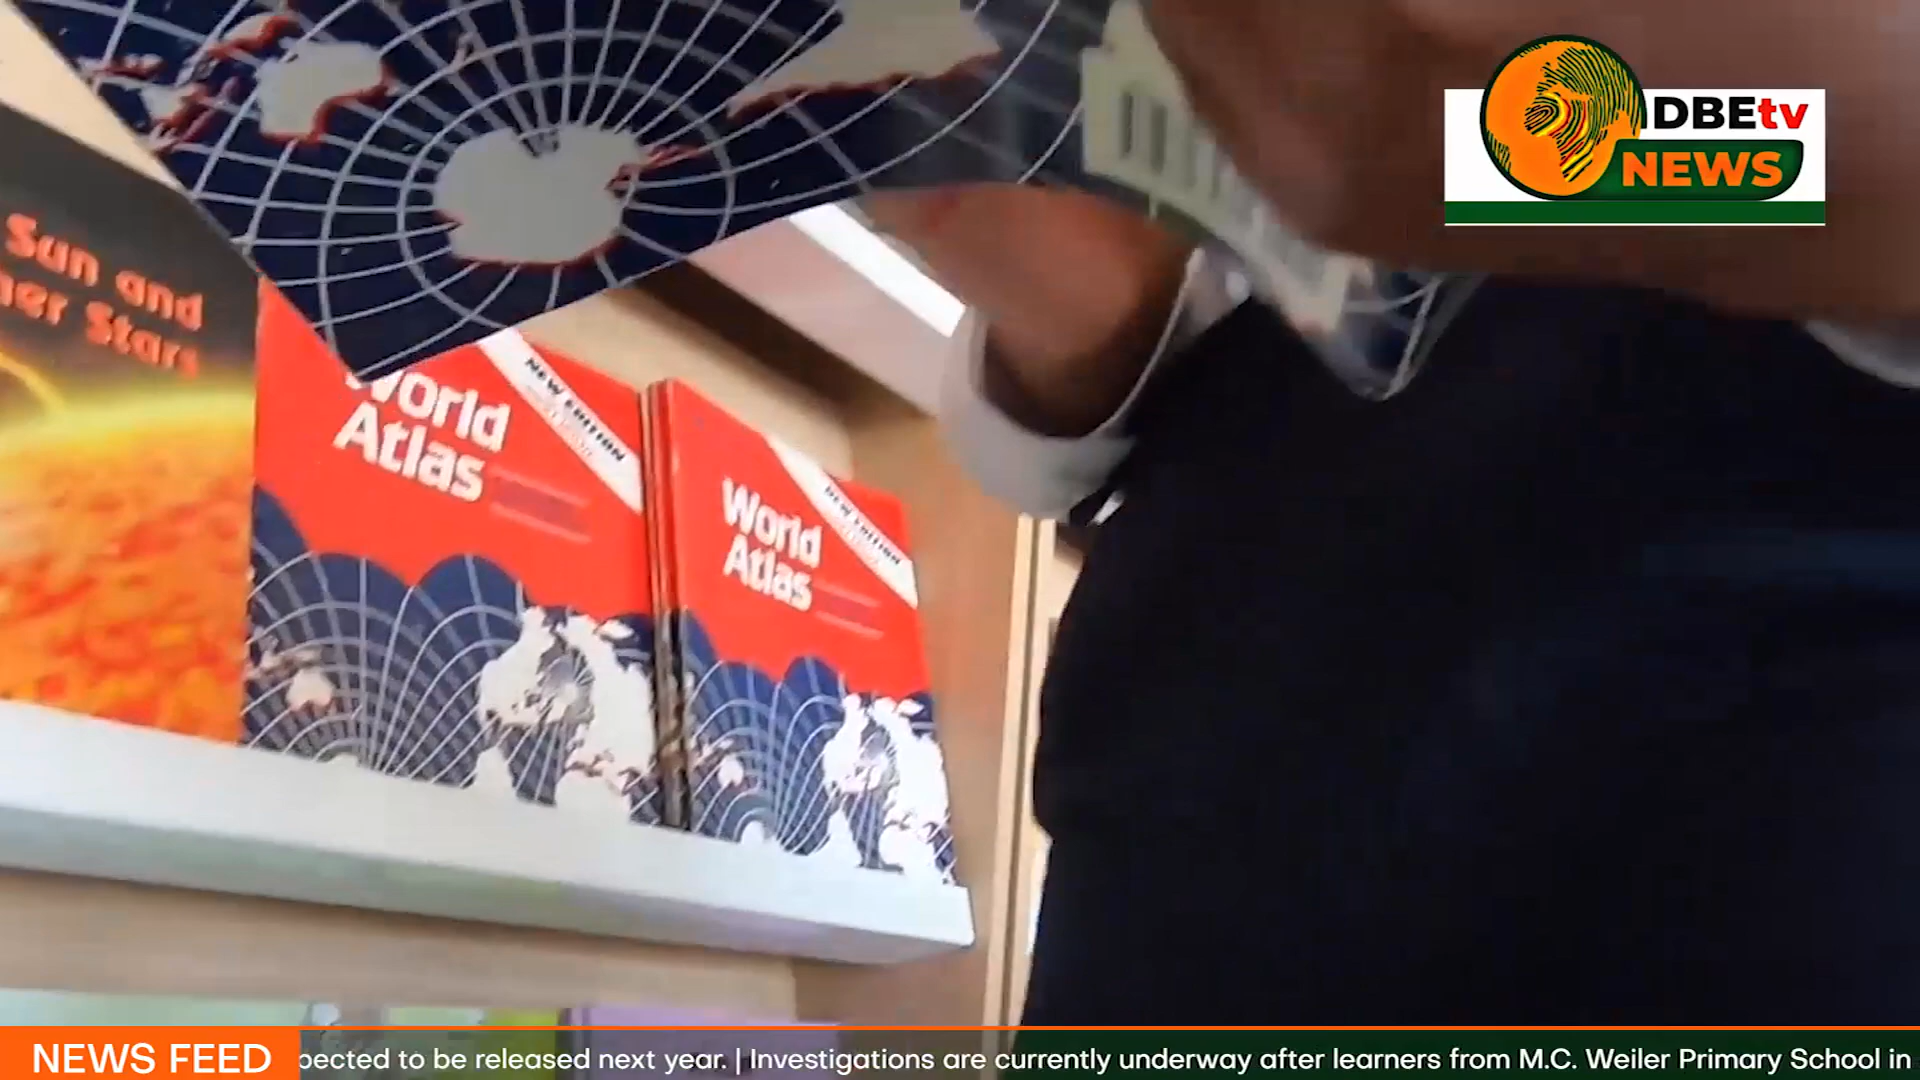 DBEtv
NEWS
Sun and
Stars
World
Atlas
NEW EDITION
World
Atlas
NEW EDITION
NEWS FEED
pected to be released next year. | Investigations are currently underway after learners from M.C. Weiler Primary School in